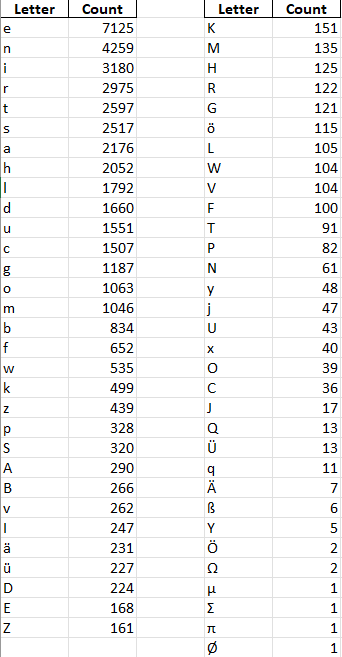 Letter Count Letter Count
e 7125 K 151
n 4259 M 135
i 3180 H 125
r 2975 R 122
t 2597 G 121
s 2517 ö 115
a 2176 L 105
h 2052 W 104
l 1792 V 104
d 1660 F 100
u 1551 T 91
c 1507 P 82
g 1187 N 61
o 1063 y 48
m 1046 j 47
b 834 U 43
f 652 x 40
w 535 O 39
k 499 C 36
z 439 J 17
p 328 Q 13
S 320 Ü 13
A 290 q 11
B 266 Ä 7
v 262 ß 6
I 247 Y 5
ä 231 Ö 2
ü 227 Ω 2
D 224 µ 1
E 168 Σ 1
Z 161 π 1
Ø 1